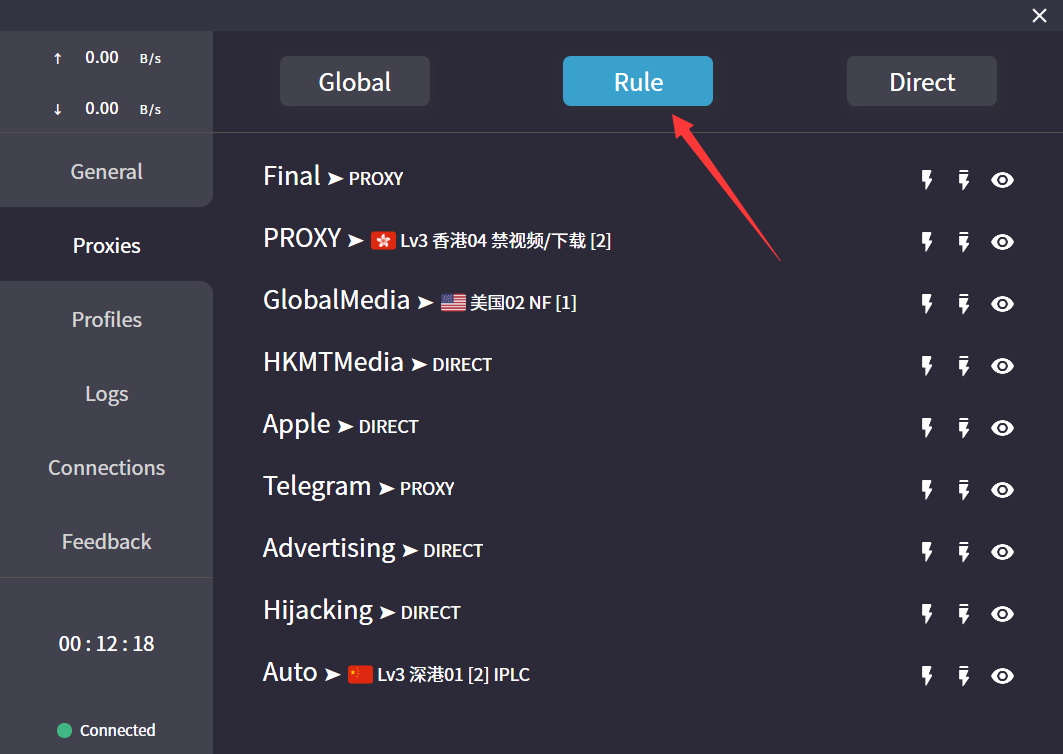 ↑ 0.00 B/s
↓ 0.00 B/s
General
Proxies
Profiles
Logs
Connections
Feedback
00 : 12 : 18
Connected
Global Rule Direct
Final ➤ PROXY
PROXY ➤ 🇭🇰 Lv3 香港04 禁视频/下载 [2]
GlobalMedia ➤ 🇺🇸 美国02 NF [1]
HKMTMedia ➤ DIRECT
Apple ➤ DIRECT
Telegram ➤ PROXY
Advertising ➤ DIRECT
Hijacking ➤ DIRECT
Auto ➤ 🇨🇳 Lv3 深港01 [2] IPLC